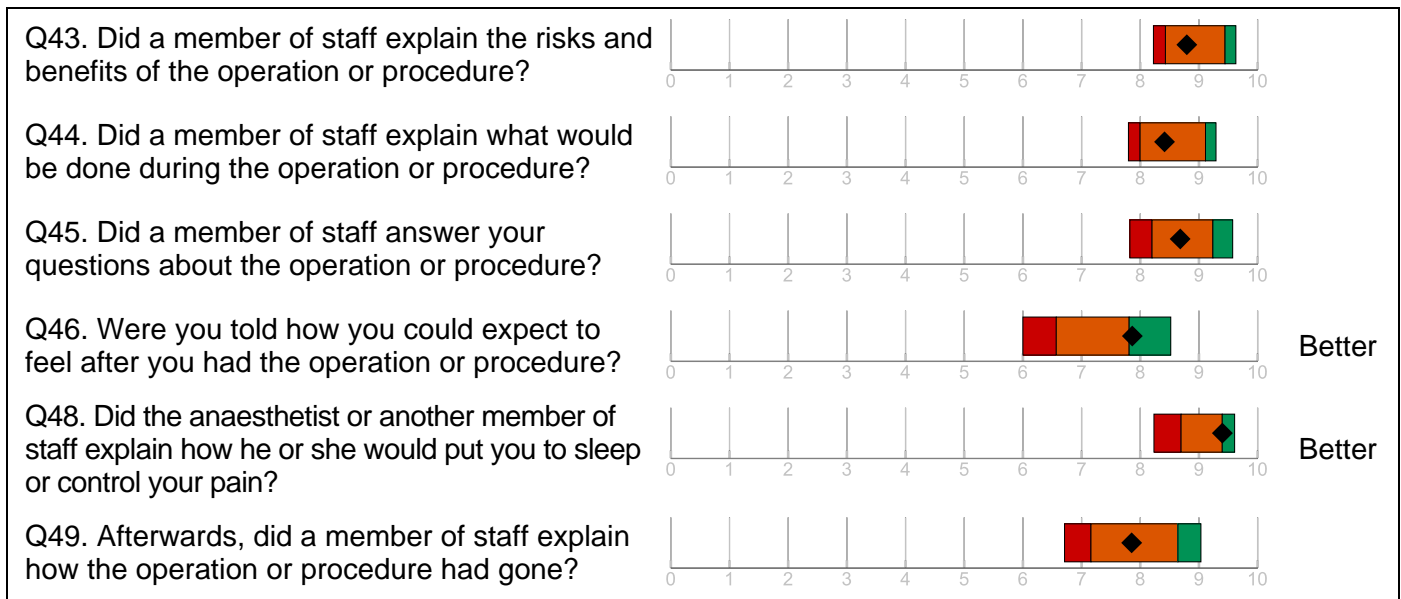 Q43. Did a member of staff explain the risks and
benefits of the operation or procedure?
0 1 2 3 4 5 6 7 8 9 10
Q44. Did a member of staff explain what would
be done during the operation or procedure?
0 1 2 3 4 5 6 7 8 9 10
Q45. Did a member of staff answer your
questions about the operation or procedure?
0 1 2 3 4 5 6 7 8 9 10
Q46. Were you told how you could expect to
feel after you had the operation or procedure?
Better
0 1 2 3 4 5 6 7 8 9 10
Q48. Did the anaesthetist or another member of
staff explain how he or she would put you to sleep
or control your pain?
Better
0 1 2 3 4 5 6 7 8 9 10
Q49. Afterwards, did a member of staff explain
how the operation or procedure had gone?
0 1 2 3 4 5 6 7 8 9 10